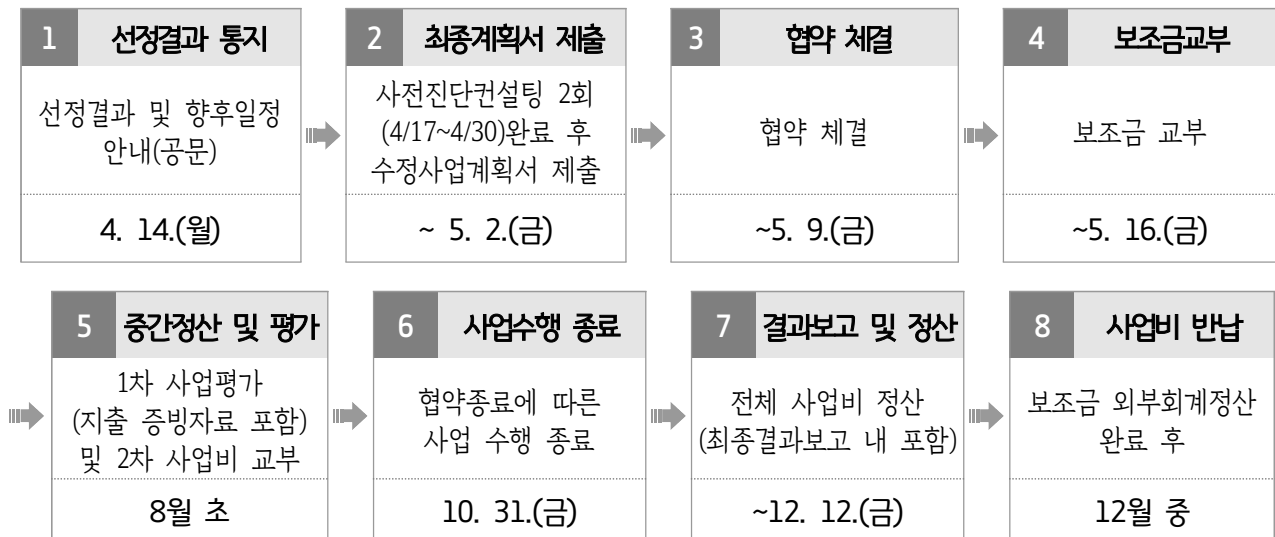 1 선정결과 통지
선정결과 및 향후일정
안내(공문)
4. 14.(월)
2 최종계획서 제출
사전진단컨설팅 2회
(4/17~4/30)완료 후
수정사업계획서 제출
~ 5. 2.(금)
3 협약 체결
협약 체결
~5. 9.(금)
4 보조금교부
보조금 교부
~5. 16.(금)
5 중간정산 및 평가
1차 사업평가
(지출 증빙자료 포함)
및 2차 사업비 교부
8월 초
6 사업수행 종료
협약종료에 따른
사업 수행 종료
10. 31.(금)
7 결과보고 및 정산
전체 사업비 정산
(최종결과보고 내 포함)
~12. 12.(금)
8 사업비 반납
보조금 외부회계정산
완료 후
12월 중